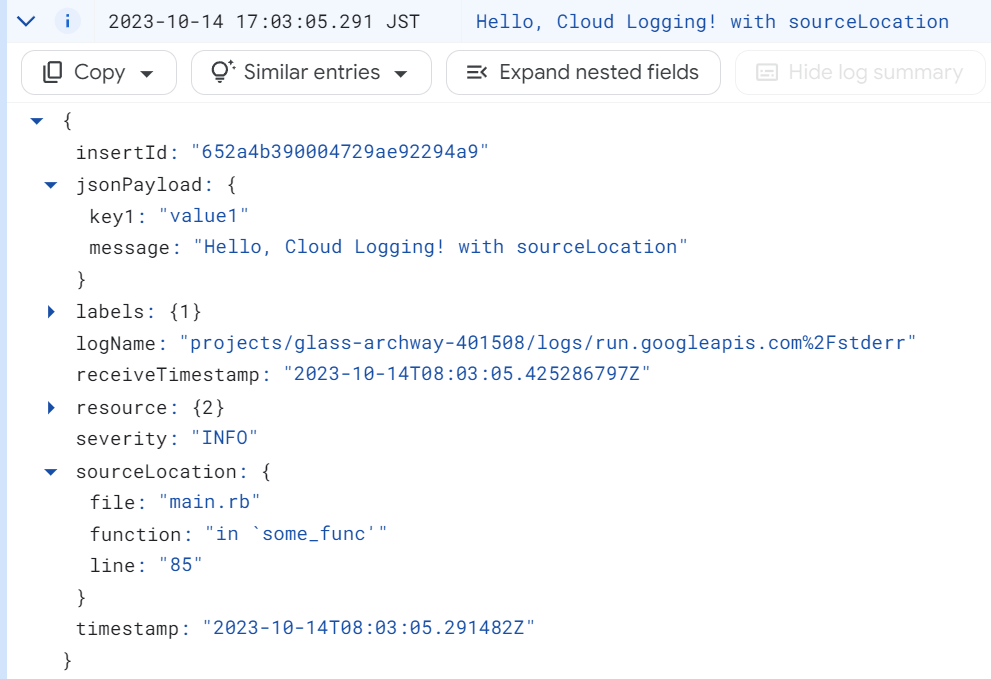 2023-10-14 17:03:05.291 JST Hello, Cloud Logging! with sourceLocation
Copy Similar entries Expand nested fields Hide log summary
{
insertId: "652a4b390004729ae92294a9"
jsonPayload: {
key1: "value1"
message: "Hello, Cloud Logging! with sourceLocation"
}
labels: {1}
logName: "projects/glass-archway-401508/logs/run.googleapis.com%2Fstderr"
receiveTimestamp: "2023-10-14T08:03:05.425286797Z"
resource: {2}
severity: "INFO"
sourceLocation: {
file: "main.rb"
function: "in `some_func'"
line: "85"
}
timestamp: "2023-10-14T08:03:05.291482Z"
}